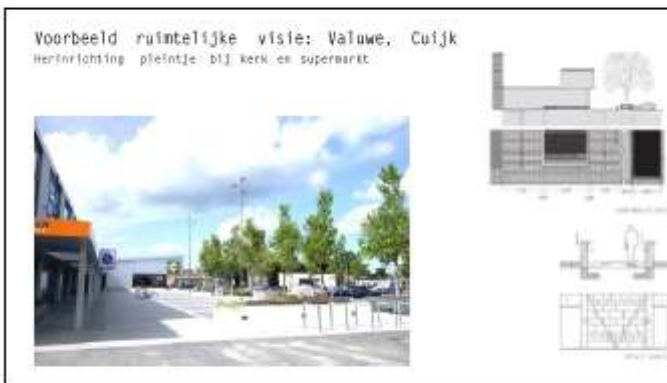 Voorbeeld ruimtelijke visie: Valuwe, Cuijk
Herinrichting pleintje bij kerk en supermarkt